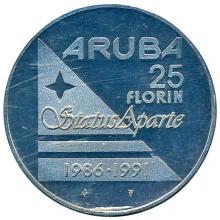 ARUBA
25
FLORIN
Status Aparte
1986-1991